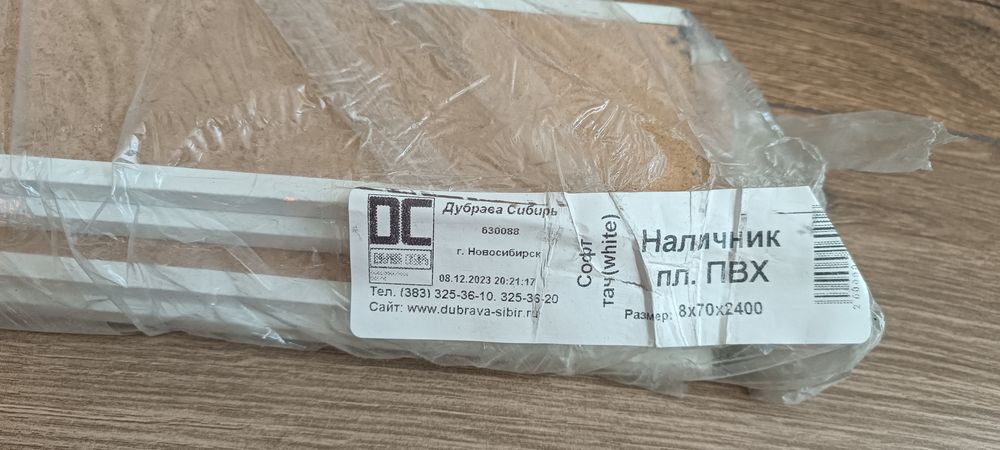 DC
Дубрава Сибирь
630088
г. Новосибирск
08.12.2023 20:21:17
Тел. (383) 325-36-10, 325-36-20
Сайт: www.dubrava-sibir.ru
Софт
тач(white)
Наличник
пл. ПВХ
Размер: 8x70x2400